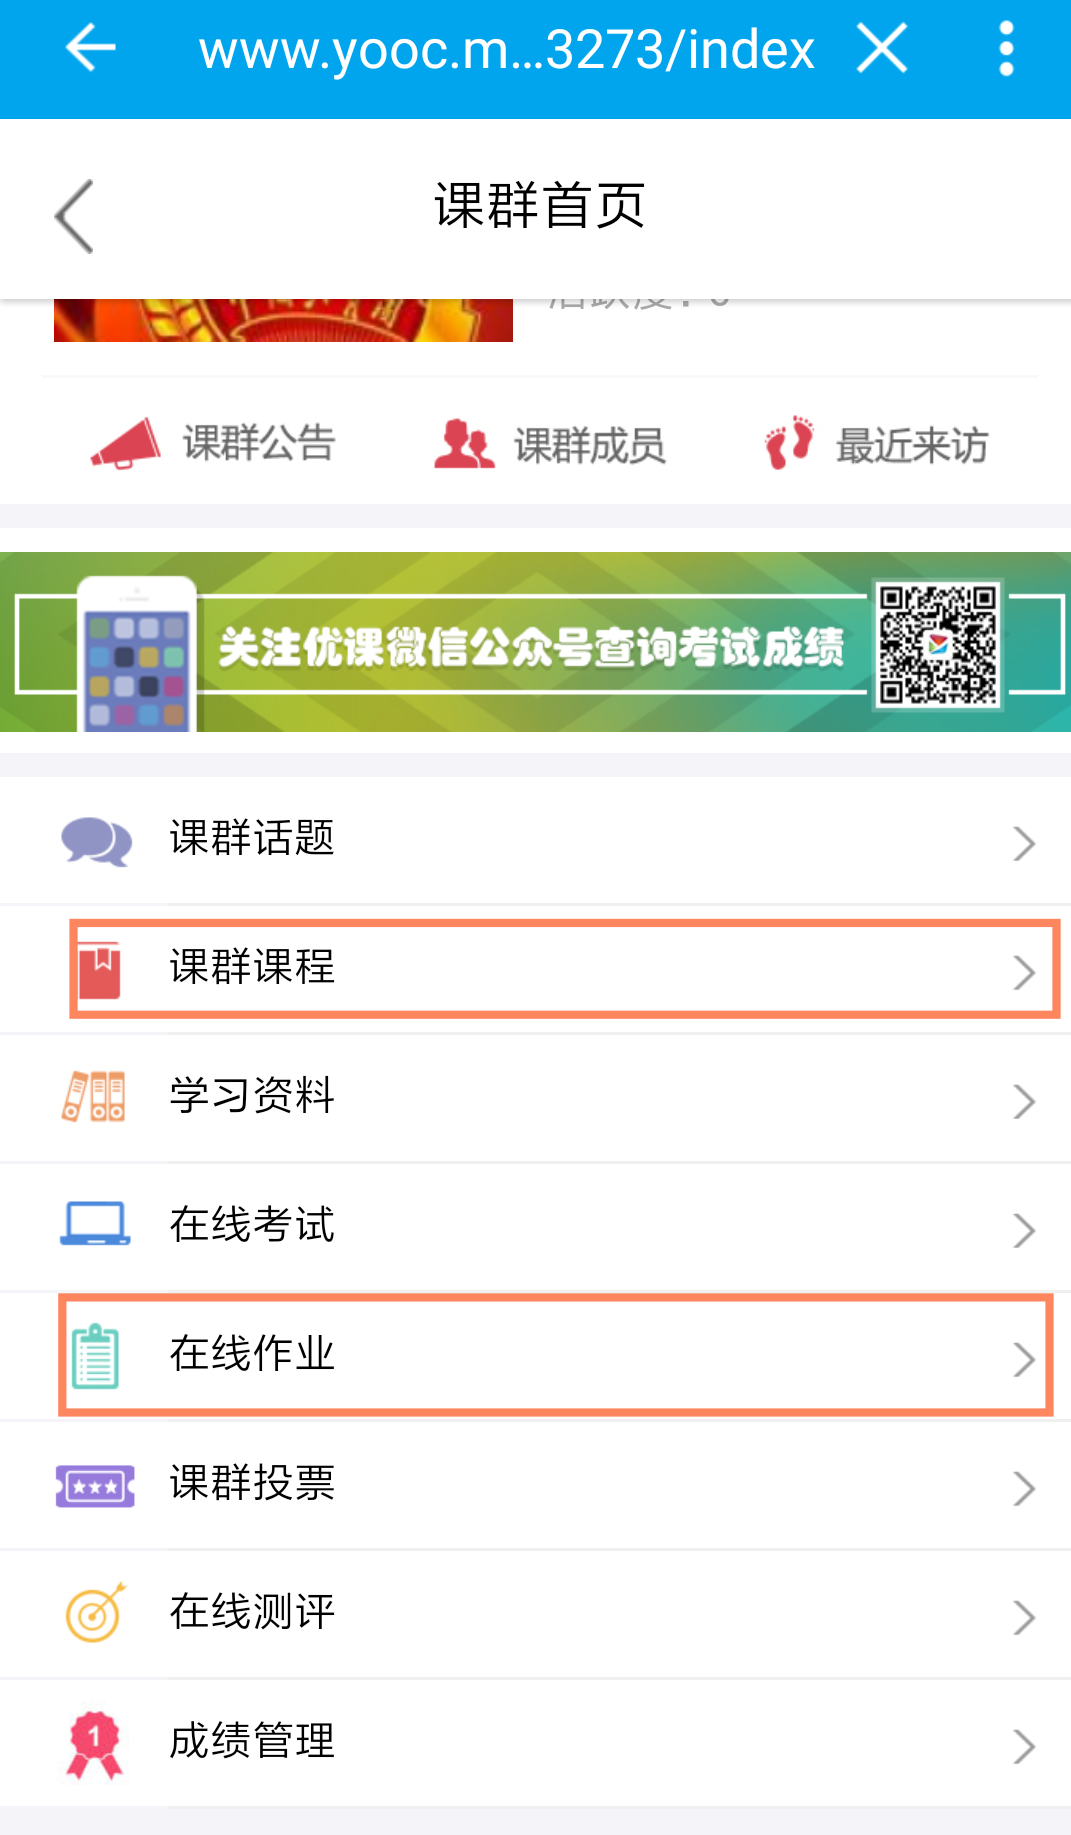 www.yooc.m...3273/index
课群首页
课群公告
课群成员
最近来访
关注优课微信公众号查询考试成绩
课群话题
课群课程
学习资料
在线考试
在线作业
课群投票
在线测评
1
成绩管理